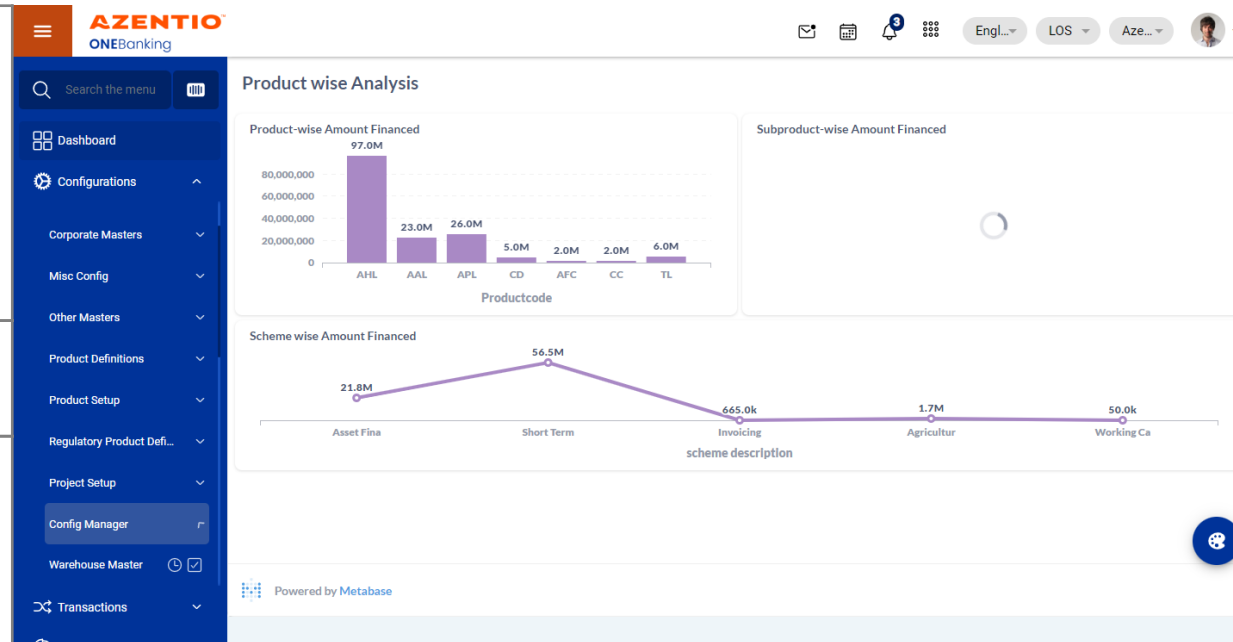 AZENTIO
ONEBanking
3
Engl...
LOS
Aze...
Search the menu
Dashboard
Configurations
Corporate Masters
Misc Config
Other Masters
Product Definitions
Product Setup
Regulatory Product Defi...
Project Setup
Config Manager
Warehouse Master
Transactions
Product wise Analysis
Product-wise Amount Financed
97.0M
80,000,000
60,000,000
40,000,000
20,000,000
0
23.0M
26.0M
5.0M
2.0M
2.0M
6.0M
AHL
AAL
APL
CD
AFC
CC
TL
Productcode
Subproduct-wise Amount Financed
Scheme wise Amount Financed
21.8M
56.5M
665.0k
1.7M
50.0k
Asset Fina
Short Term
Invoicing
Agricultur
Working Ca
scheme description
Powered by Metabase